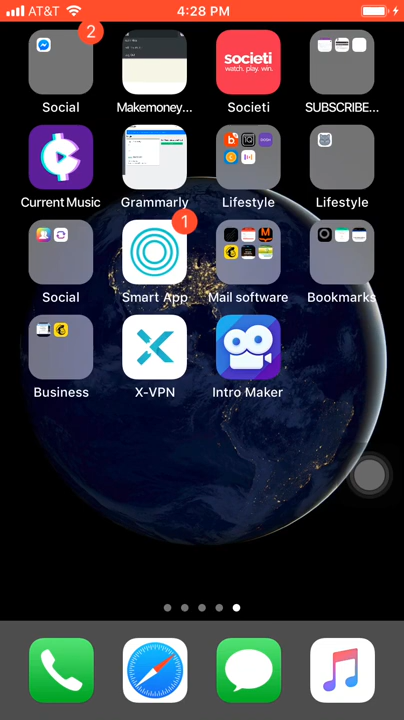 AT&T 4:28 PM
2
Social Makemoney... Societi SUBSCRIBE...
societi
watch. play. win.
Current Music Grammarly Lifestyle Lifestyle
1
Social Smart App Mail software Bookmarks
Business X-VPN Intro Maker